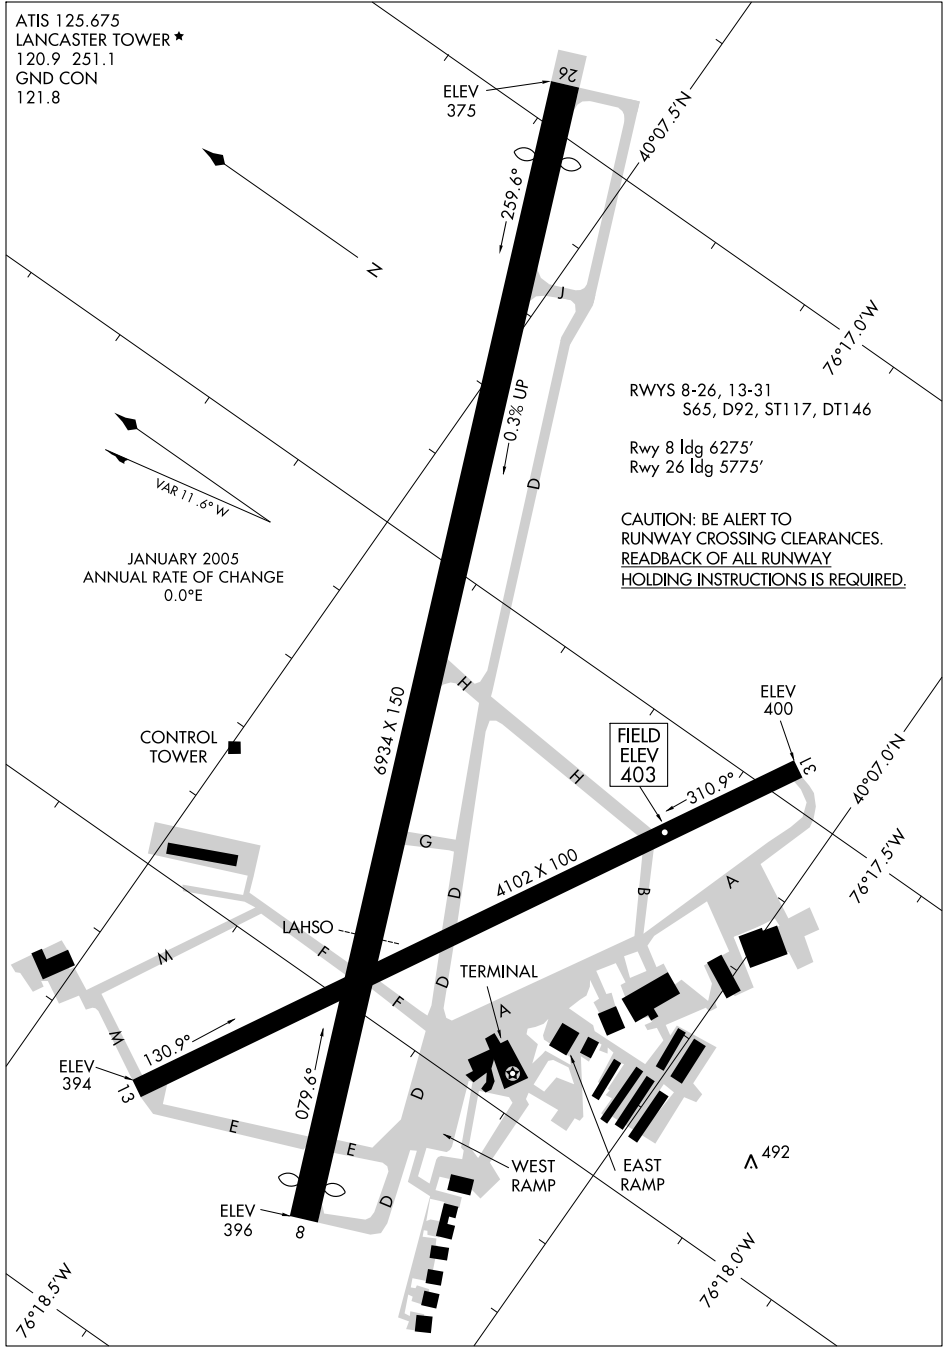 ATIS 125.675
LANCASTER TOWER ★
120.9 251.1
GND CON
121.8
ELEV
375
26
40°07.5'N
259.6°
N
J
76°17.0'W
0.3% UP
D
RWYS 8-26, 13-31
S65, D92, ST117, DT146
Rwy 8 ldg 6275'
Rwy 26 ldg 5775'
VAR 11.6° W
JANUARY 2005
ANNUAL RATE OF CHANGE
0.0°E
CAUTION: BE ALERT TO
RUNWAY CROSSING CLEARANCES.
READBACK OF ALL RUNWAY
HOLDING INSTRUCTIONS IS REQUIRED.
H
6934 X 150
CONTROL
TOWER
ELEV
400
FIELD
ELEV
403
31
H
310.9°
40°07.0'N
G
4102 X 100
76°17.5'W
D
B
A
LAHSO
M
F
F
D
TERMINAL
A
M
130.9°
ELEV
394
13
079.6°
D
E
E
WEST
RAMP
EAST
RAMP
492
D
ELEV
396
8
76°18.5'W
76°18.0'W